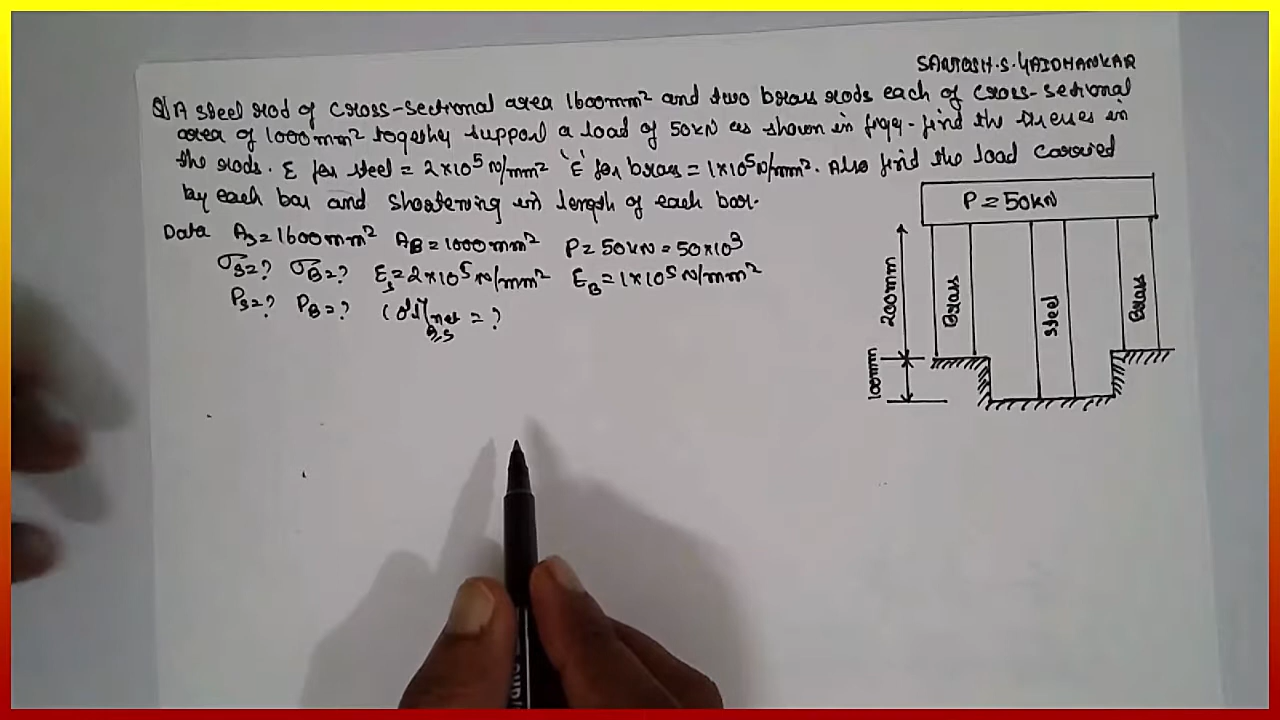 SANTOSH.S.GAIDHANKAR
Q) A steel rod of cross-sectional area 1600mm² and two brass rods each of cross-setional
area of 1000mm² together support a load of 50kN as shown in fig. find the stresses in
the rods. E for steel = 2×10⁵ N/mm² 'E' for brass = 1×10⁵ N/mm². Also find the load carried
by each bar and shortening in length of each bar.
Data As=1600mm² AB=1000mm² P=50kN=50×10³
σs=? σB=? Es=2×10⁵ N/mm² EB=1×10⁵ N/mm²
Ps=? PB=? (δl)net B,S =?
P=50kN
200mm
Brass
Steel
Brass
100mm